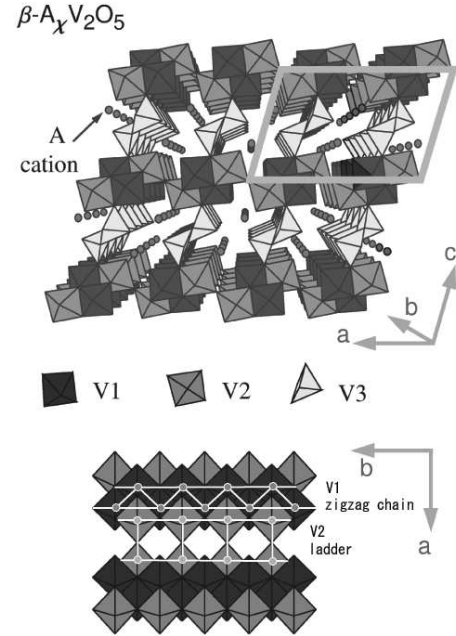 β-AχV2O5
A
cation
c
b
a
V1
V2
V3
b
V1
zigzag chain
V2
ladder
a